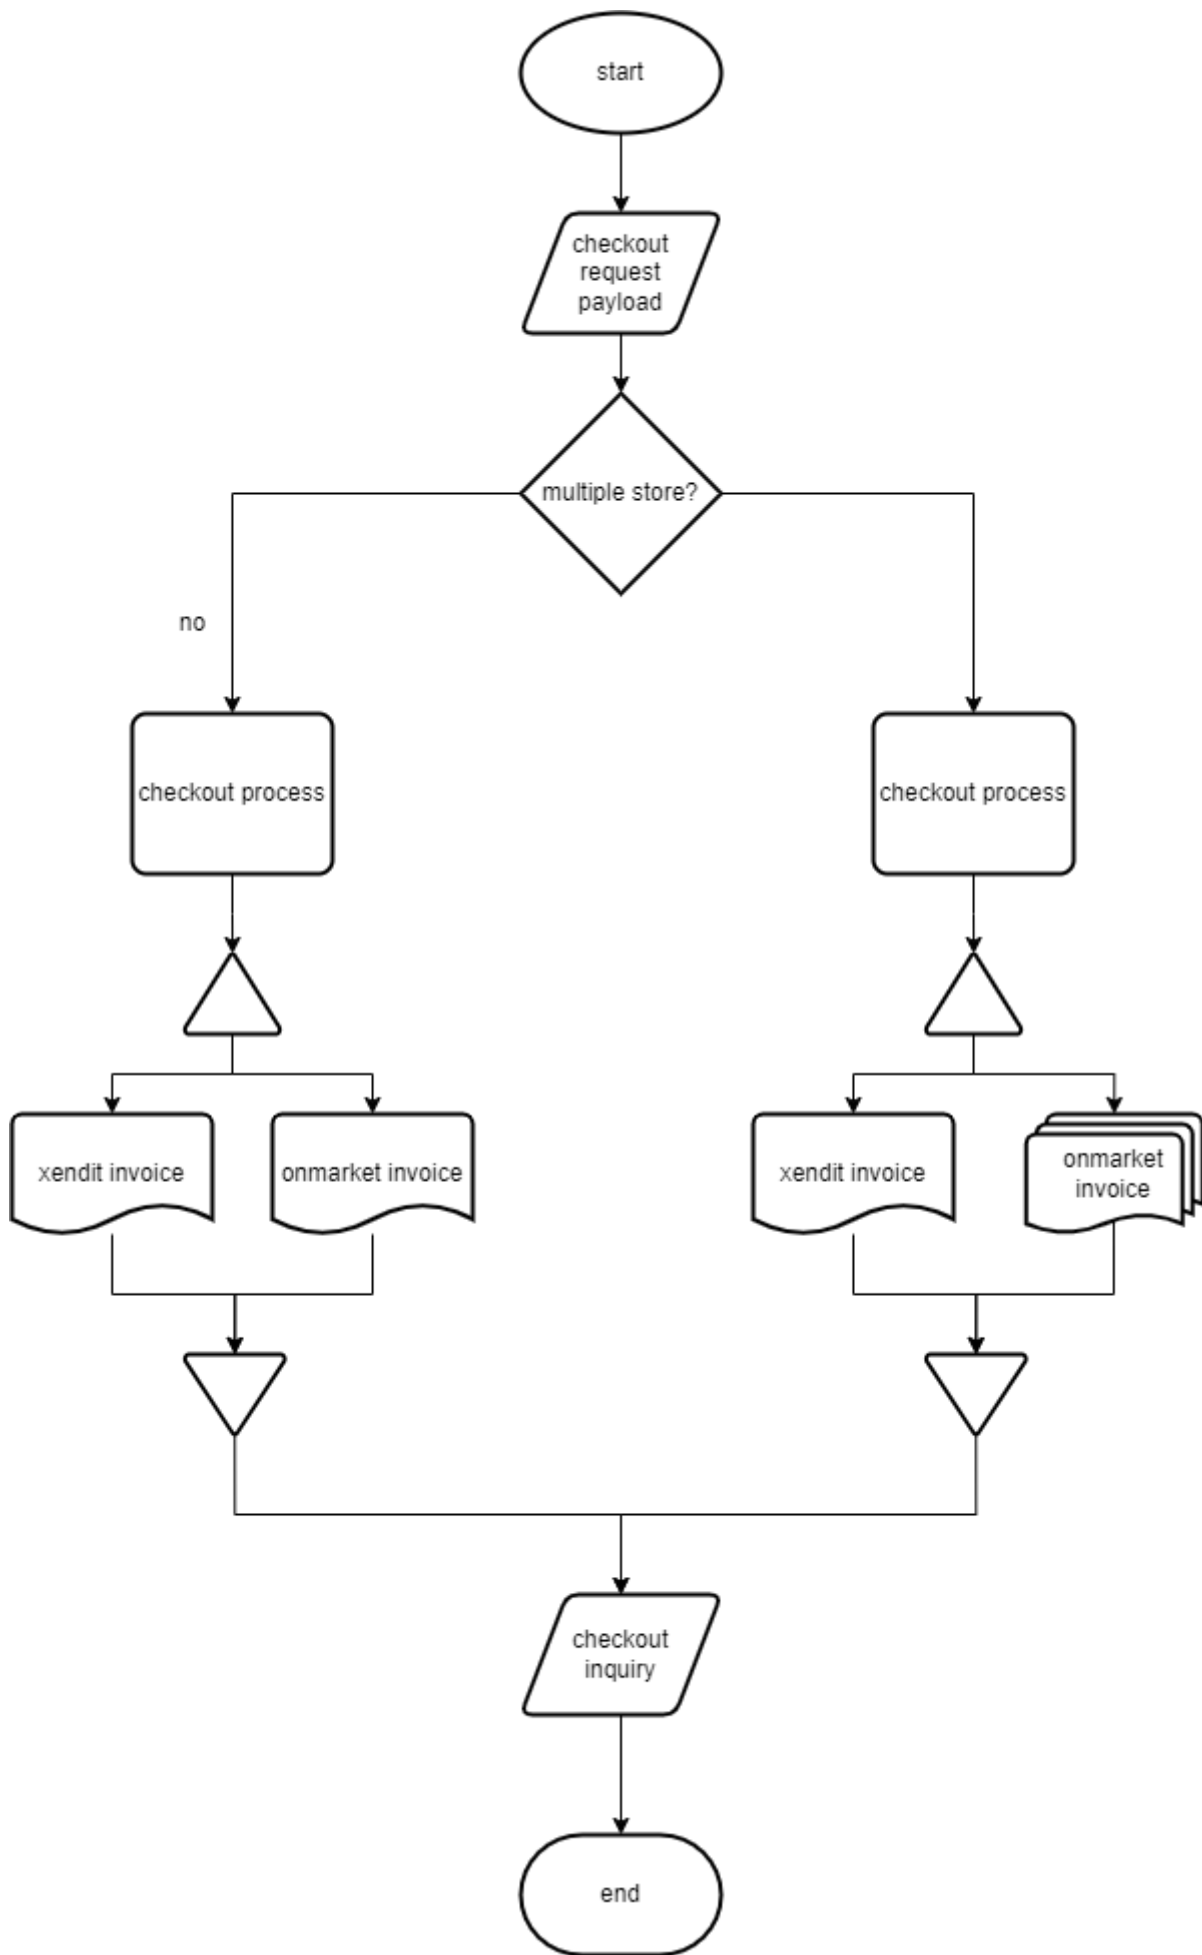 start
checkout
request
payload
multiple store?
no
checkout process
checkout process
xendit invoice
onmarket invoice
xendit invoice
onmarket
invoice
checkout
inquiry
end